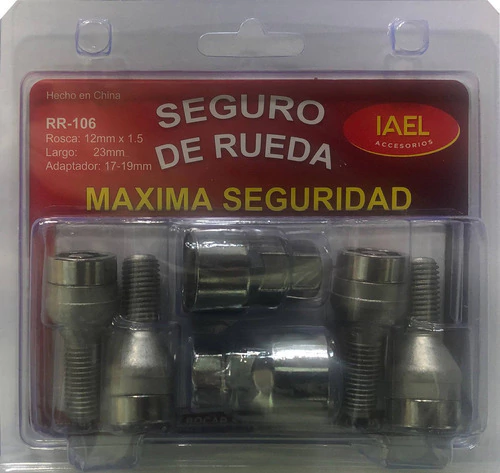 Hecho en China
RR-106
Rosca: 12mm x 1.5
Largo: 23mm
Adaptador: 17-19mm
SEGURO
DE RUEDA
IAEL
ACCESORIOS
MAXIMA SEGURIDAD